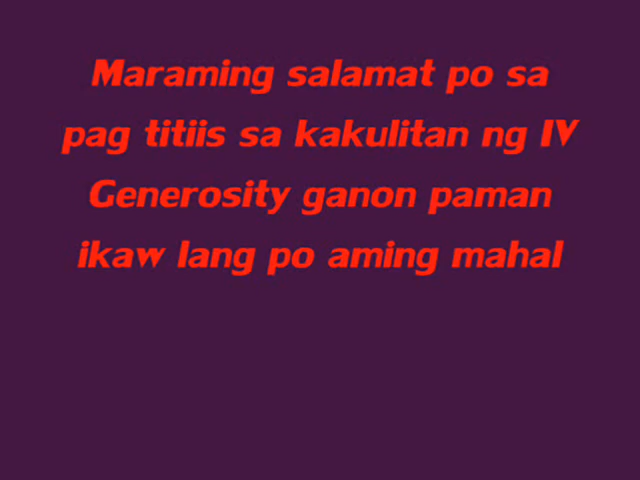 Maraming salamat po sa
pag titiis sa kakulitan ng IV
Generosity ganon paman
ikaw lang po aming mahal